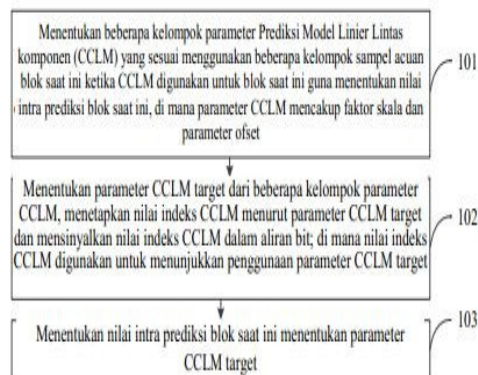 Menentukan beberapa kelompok parameter Prediksi Model Linier Lintas
komponen (CCLM) yang sesuai menggunakan beberapa kelompok sampel acuan
blok saat ini ketika CCLM digunakan untuk blok saat ini guna menentukan nilai
intra prediksi blok saat ini, di mana parameter CCLM mencakup faktor skala dan
parameter ofset
101
Menentukan parameter CCLM target dari beberapa kelompok parameter
CCLM, menetapkan nilai indeks CCLM menurut parameter CCLM target
dan mensinyalkan nilai indeks CCLM dalam aliran bit; di mana nilai indeks
CCLM digunakan untuk menunjukkan penggunaan parameter CCLM target
102
Menentukan nilai intra prediksi blok saat ini menentukan parameter
CCLM target
103